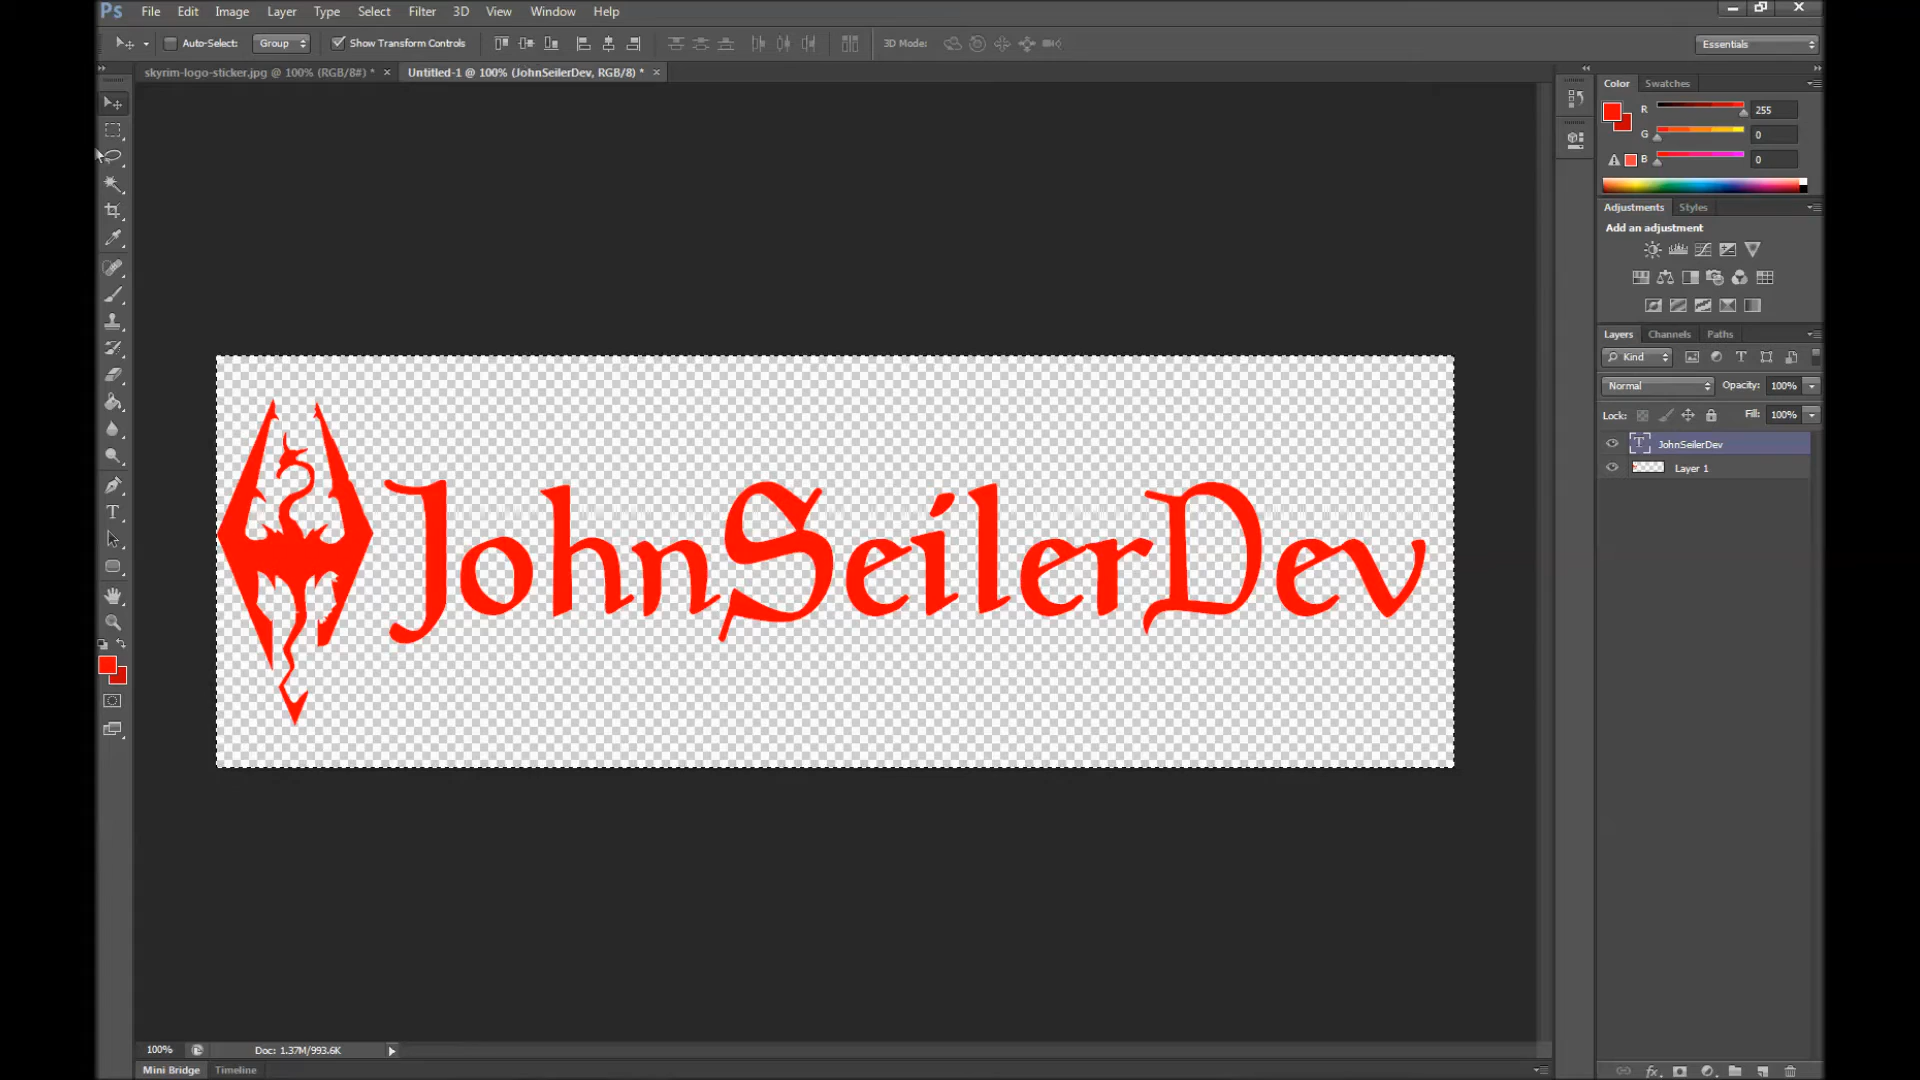 Ps File Edit Image Layer Type Select Filter 3D View Window Help
Auto-Select: Group Show Transform Controls 3D Mode: Essentials
skyrim-logo-sticker.jpg @ 100% (RGB/8#) * × Untitled-1 @ 100% (JohnSeilerDev, RGB/8) * ×
Color Swatches
R 255
G 0
B 0
Adjustments Styles
Add an adjustment
Layers Channels Paths
Kind
Normal Opacity: 100%
Lock: Fill: 100%
T JohnSeilerDev
Layer 1
JohnSeilerDev
100% Doc: 1.37M/993.6K
Mini Bridge Timeline